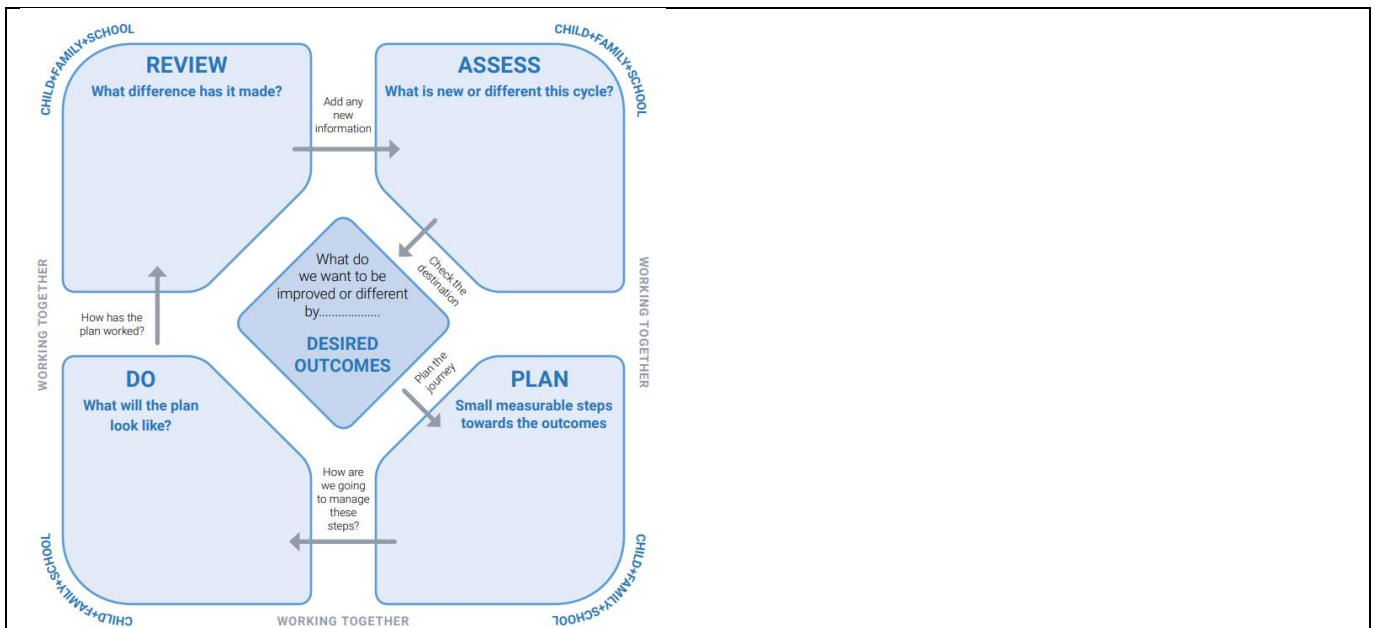 CHILD+FAMILY+SCHOOL
CHILD+FAMILY+SCHOOL
REVIEW
What difference has it made?
Add any
new
information
ASSESS
What is new or different this cycle?
What do
we want to be
improved or different
by...................
DESIRED
OUTCOMES
Check the
destination
WORKING TOGETHER
WORKING TOGETHER
How has the
plan worked?
Plan the
journey
DO
What will the plan
look like?
PLAN
Small measurable steps
towards the outcomes
How are
we going
to manage
these
steps?
CHILD+FAMILY+SCHOOL
CHILD+FAMILY+SCHOOL
WORKING TOGETHER